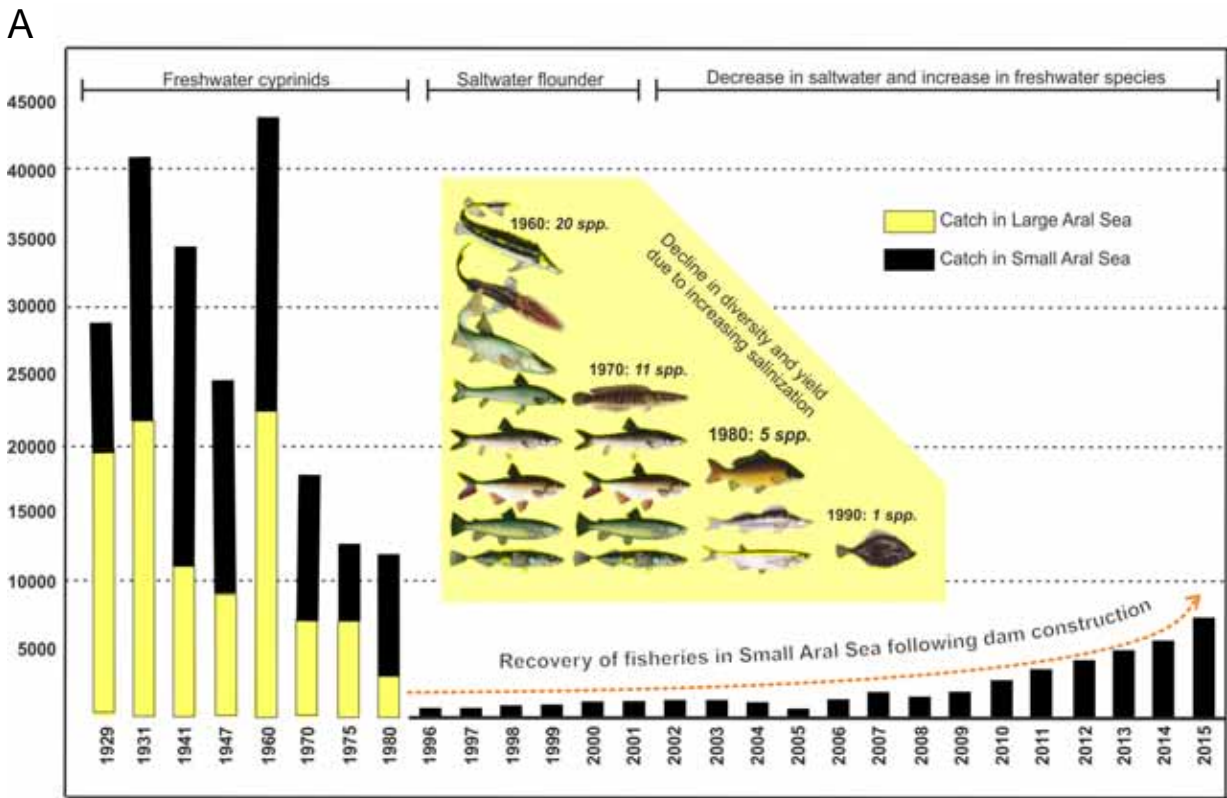 A
Freshwater cyprinids
Saltwater flounder
Decrease in saltwater and increase in freshwater species
45000
40000
35000
30000
25000
20000
15000
10000
5000
Catch in Large Aral Sea
Catch in Small Aral Sea
1960: 20 spp.
1970: 11 spp.
1980: 5 spp.
1990: 1 spp.
Decline in diversity and yield
due to increasing salinization
Recovery of fisheries in Small Aral Sea following dam construction
1929
1931
1941
1947
1960
1970
1975
1980
1996
1997
1998
1999
2000
2001
2002
2003
2004
2005
2006
2007
2008
2009
2010
2011
2012
2013
2014
2015